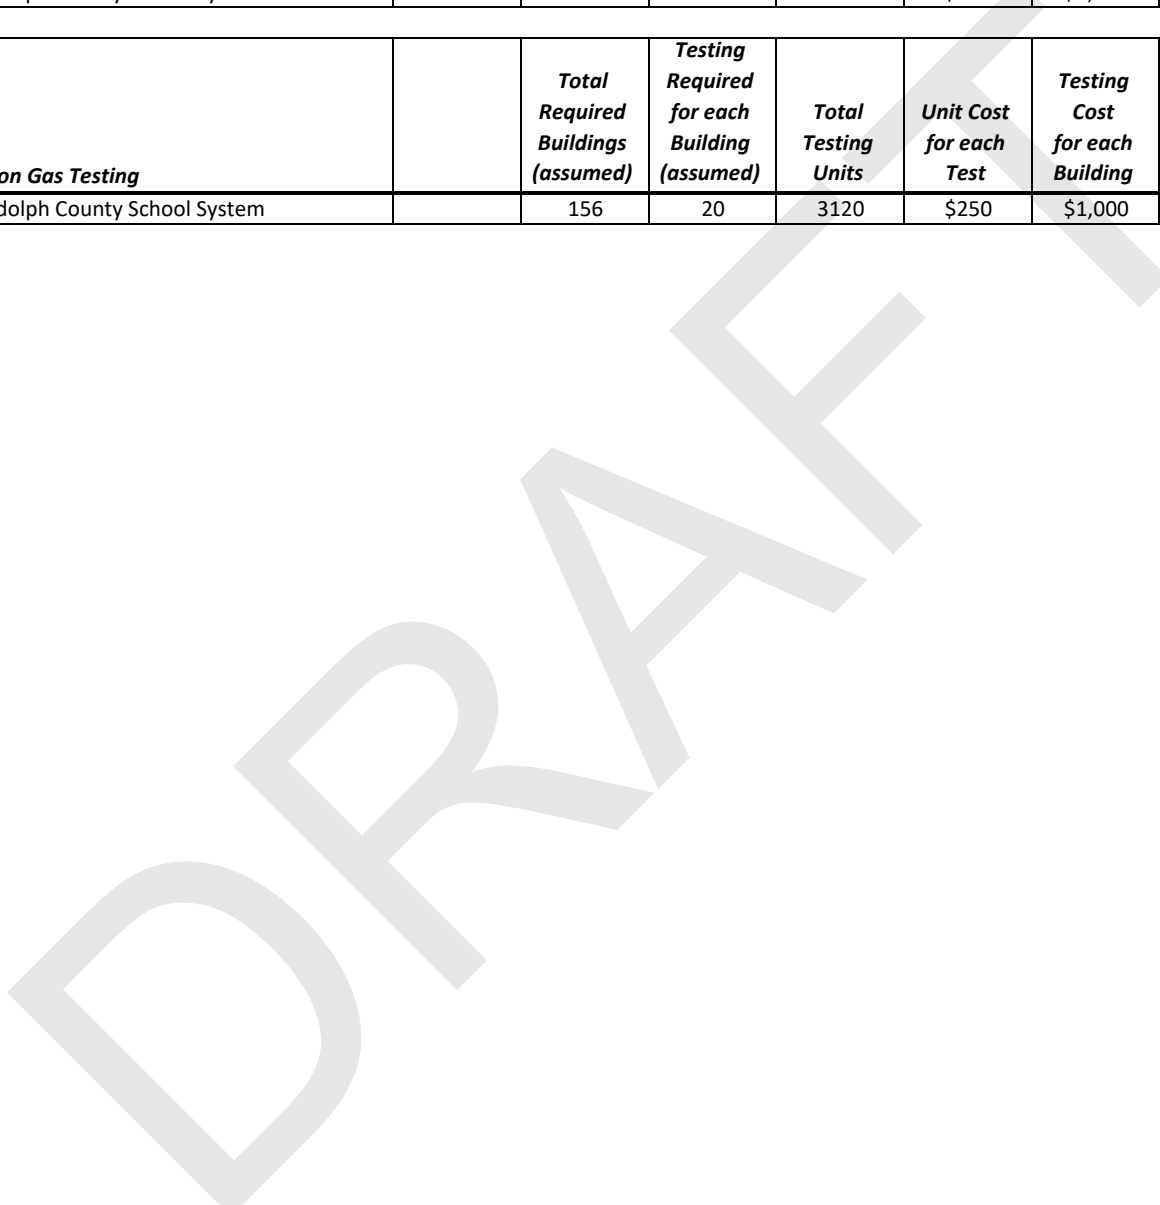 Testing
Total Required Testing
Required for each Total Unit Cost Cost
Buildings Building Testing for each for each
on Gas Testing (assumed) (assumed) Units Test Building
dolph County School System 156 20 3120 $250 $1,000
DRAFT